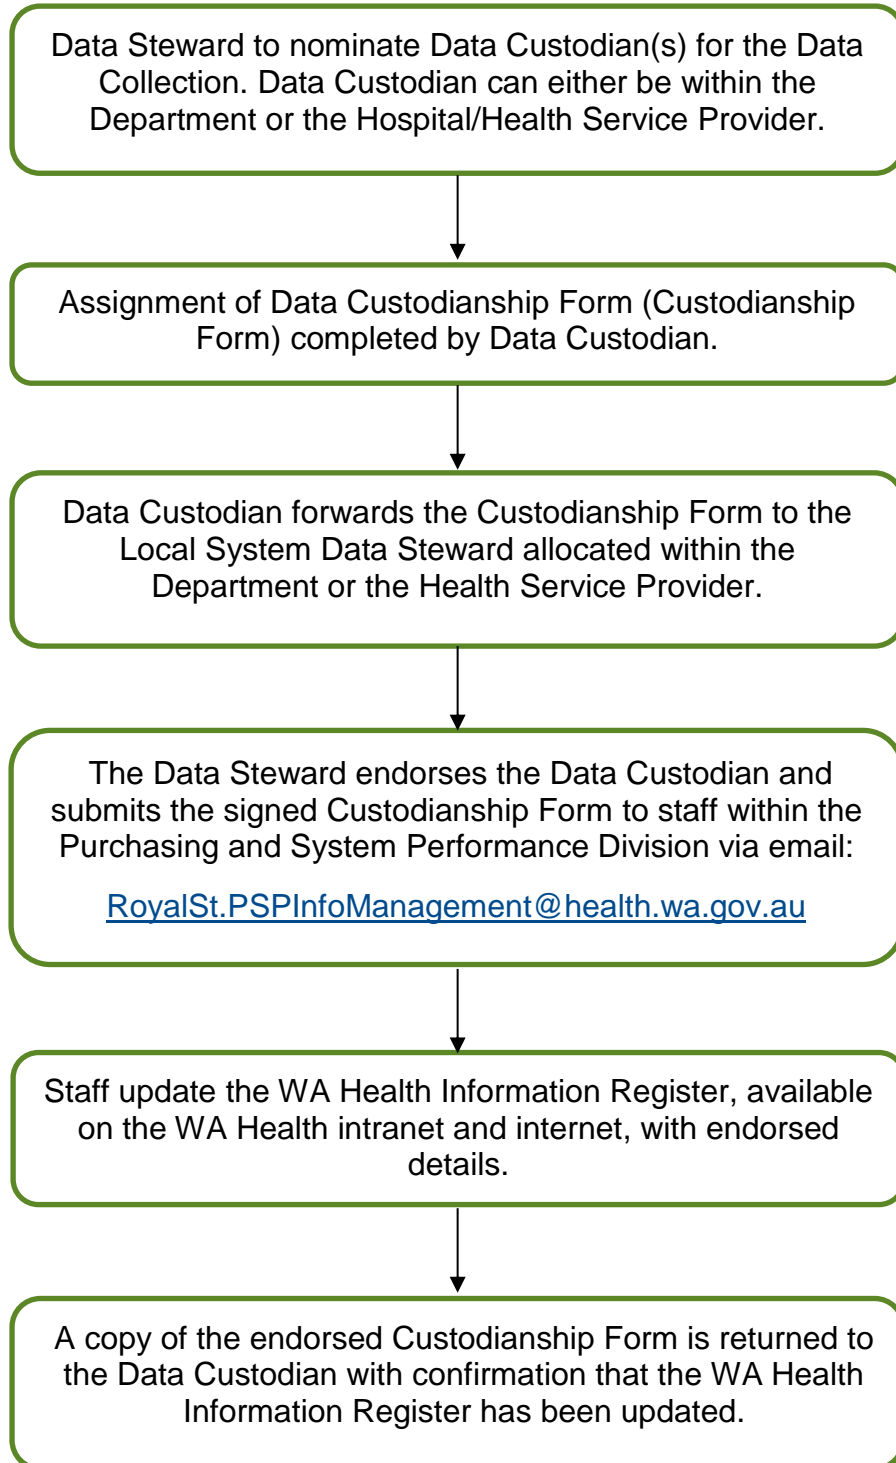 Data Steward to nominate Data Custodian(s) for the Data
Collection. Data Custodian can either be within the
Department or the Hospital/Health Service Provider.
Assignment of Data Custodianship Form (Custodianship
Form) completed by Data Custodian.
Data Custodian forwards the Custodianship Form to the
Local System Data Steward allocated within the
Department or the Health Service Provider.
The Data Steward endorses the Data Custodian and
submits the signed Custodianship Form to staff within the
Purchasing and System Performance Division via email:
RoyalSt.PSPInfoManagement@health.wa.gov.au
Staff update the WA Health Information Register, available
on the WA Health intranet and internet, with endorsed
details.
A copy of the endorsed Custodianship Form is returned to
the Data Custodian with confirmation that the WA Health
Information Register has been updated.